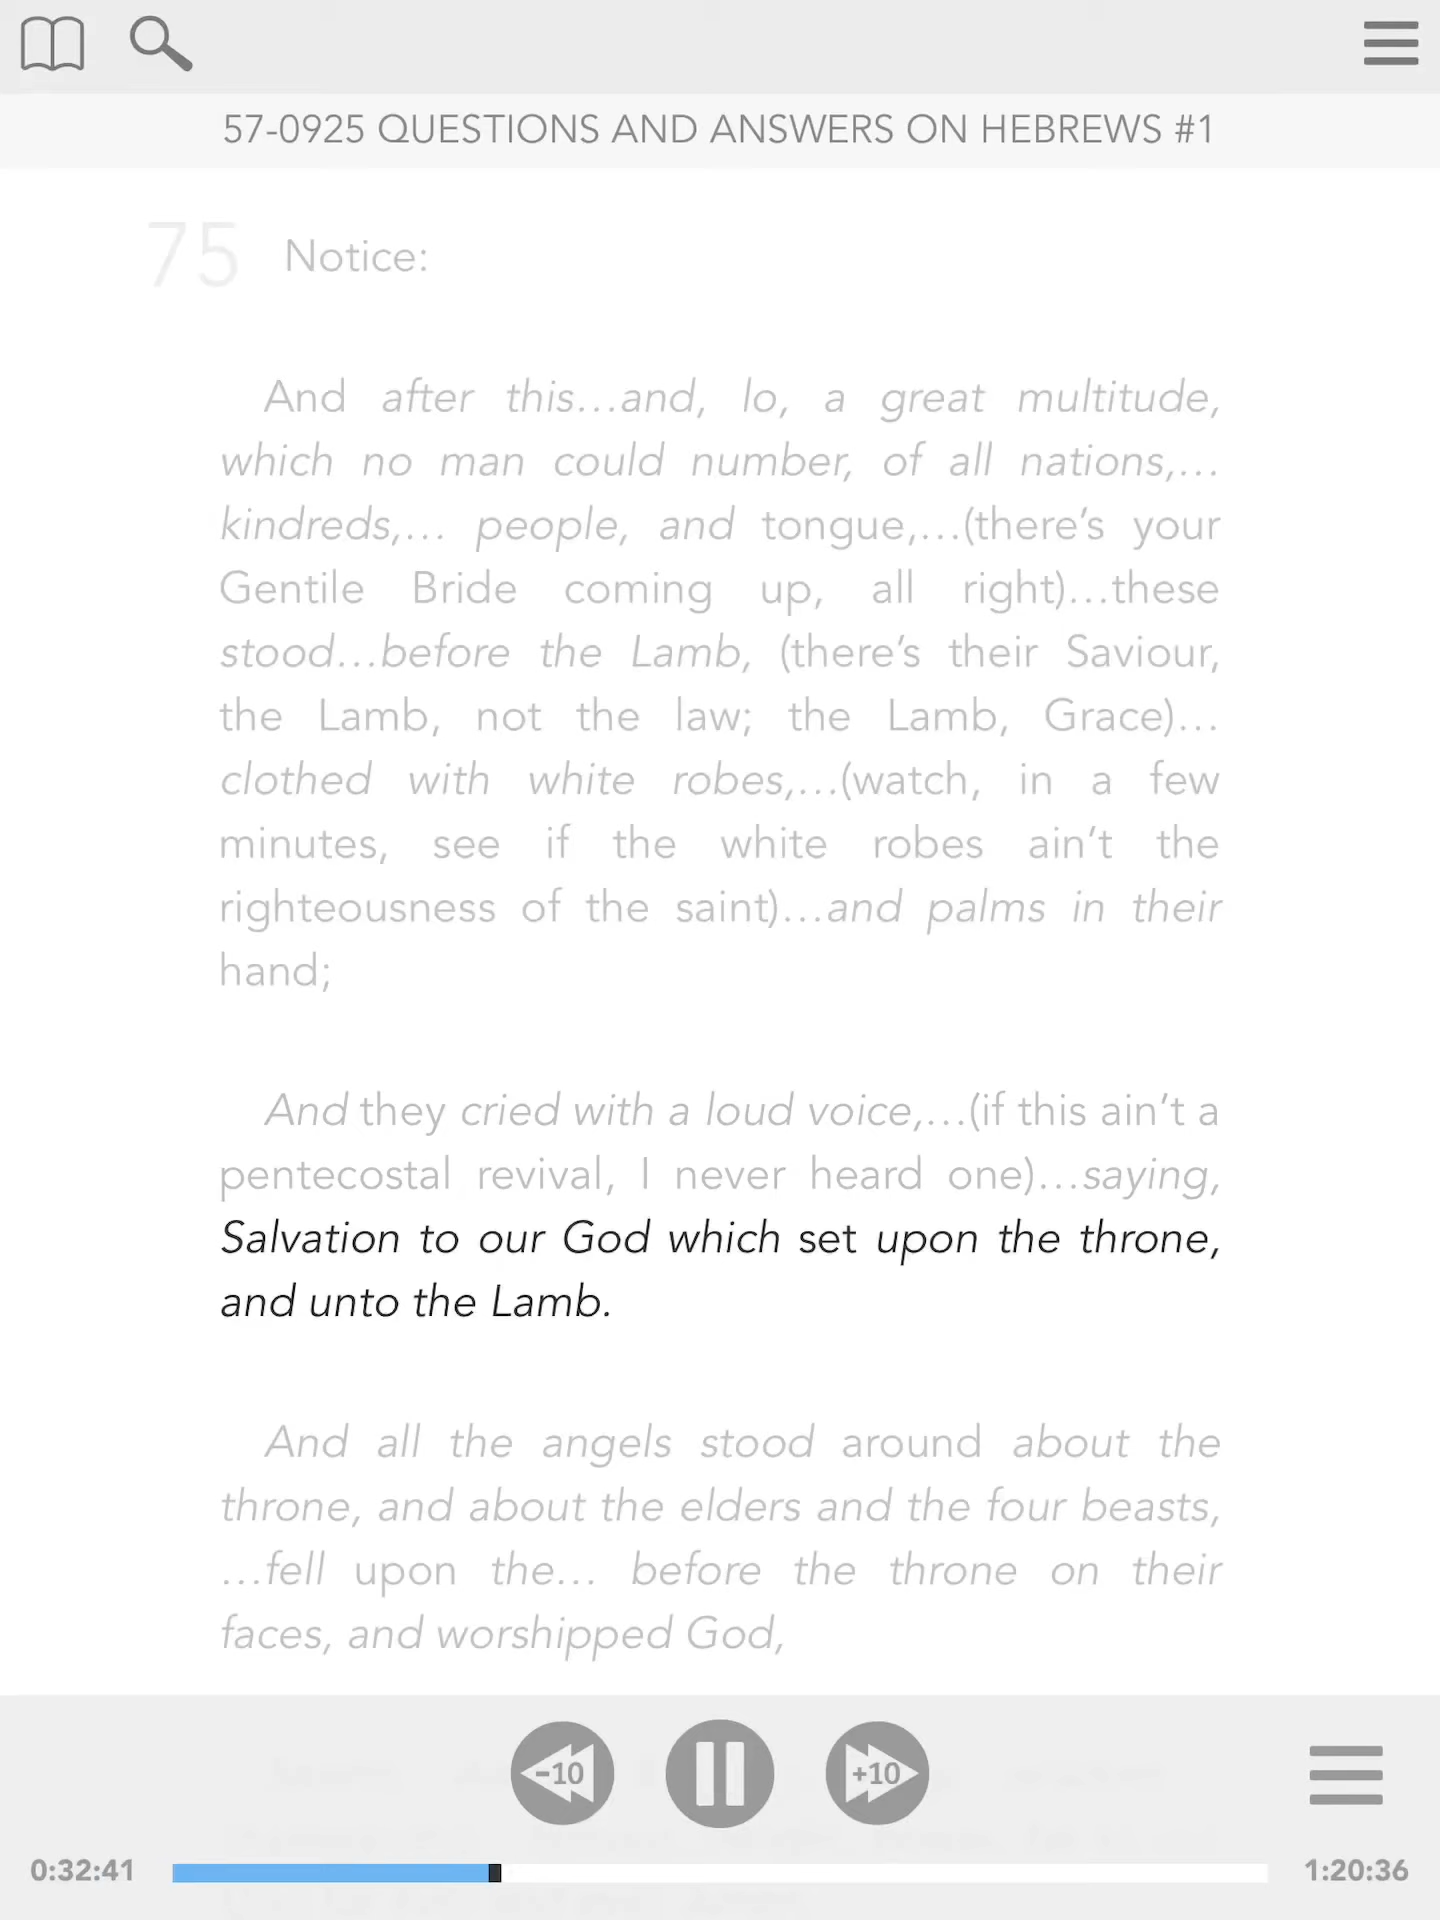 57-0925 QUESTIONS AND ANSWERS ON HEBREWS #1
75 Notice:
And after this…and, lo, a great multitude,
which no man could number, of all nations,…
kindreds,… people, and tongue,…(there’s your
Gentile Bride coming up, all right)…these
stood…before the Lamb, (there’s their Saviour,
the Lamb, not the law; the Lamb, Grace)…
clothed with white robes,…(watch, in a few
minutes, see if the white robes ain’t the
righteousness of the saint)…and palms in their
hand;
And they cried with a loud voice,…(if this ain’t a
pentecostal revival, I never heard one)…saying,
Salvation to our God which set upon the throne,
and unto the Lamb.
And all the angels stood around about the
throne, and about the elders and the four beasts,
…fell upon the… before the throne on their
faces, and worshipped God,
-10 +10
0:32:41 1:20:36